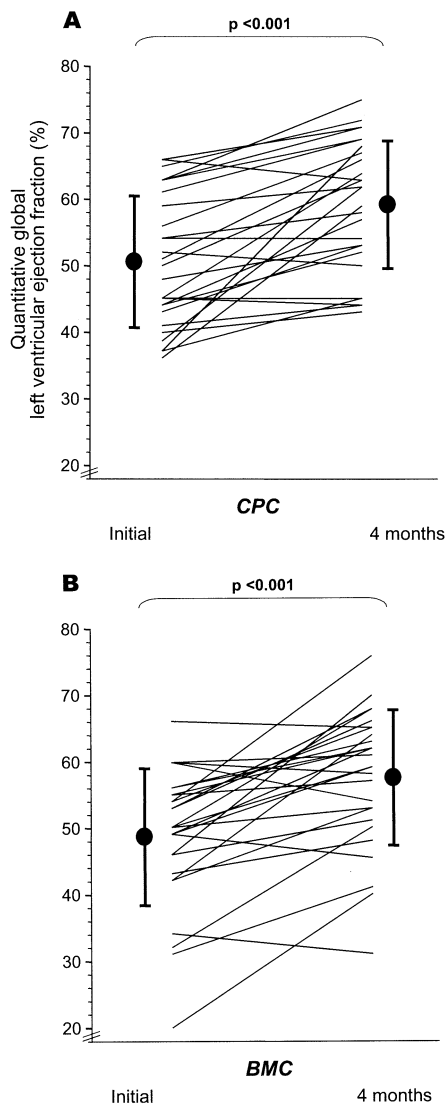 A
p <0.001
80
70
60
50
40
30
20
Quantitative global
left ventricular ejection fraction (%)
CPC
Initial 4 months
B
p <0.001
80
70
60
50
40
30
20
BMC
Initial 4 months